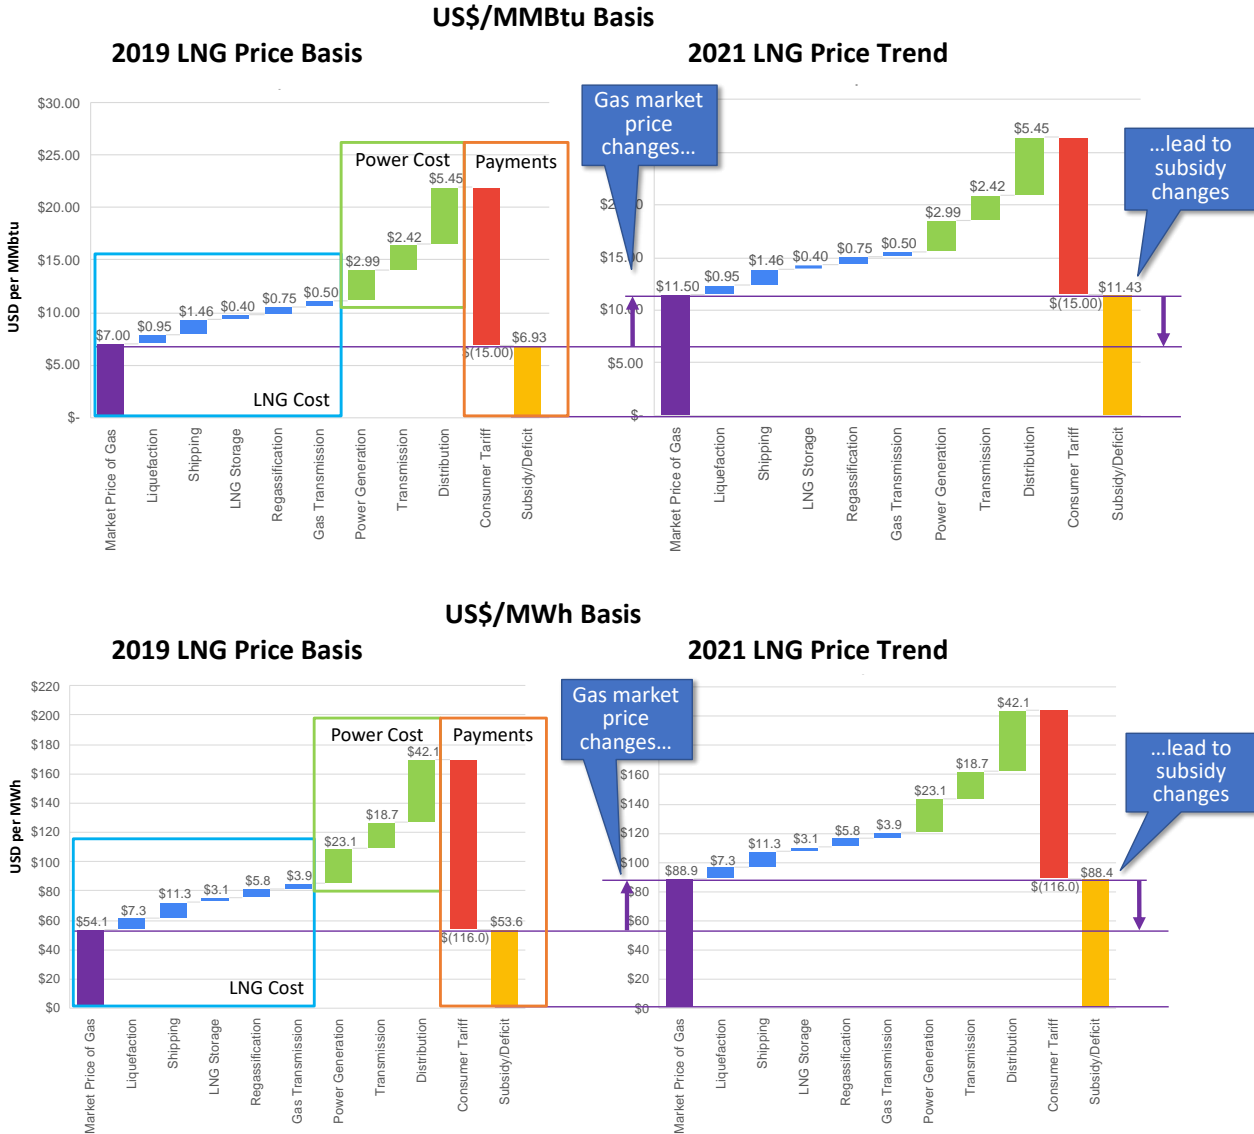 US$/MMBtu Basis
2019 LNG Price Basis
2021 LNG Price Trend
USD per MMbtu
$30.00
$25.00
$20.00
$15.00
$10.00
$5.00
$-
Power Cost
Payments
LNG Cost
$7.00
$0.95
$1.46
$0.40
$0.75
$0.50
$2.99
$2.42
$5.45
$(15.00)
$6.93
Market Price of Gas
Liquefaction
Shipping
LNG Storage
Regassification
Gas Transmission
Power Generation
Transmission
Distribution
Consumer Tariff
Subsidy/Deficit
Gas market
price
changes...
...lead to
subsidy
changes
$15.00
$10.00
$5.00
$-
$11.50
$0.95
$1.46
$0.40
$0.75
$0.50
$2.99
$2.42
$5.45
$(15.00)
$11.43
Market Price of Gas
Liquefaction
Shipping
LNG Storage
Regassification
Gas Transmission
Power Generation
Transmission
Distribution
Consumer Tariff
Subsidy/Deficit
US$/MWh Basis
2019 LNG Price Basis
2021 LNG Price Trend
USD per MWh
$220
$200
$180
$160
$140
$120
$100
$80
$60
$40
$20
$0
Power Cost
Payments
LNG Cost
$54.1
$7.3
$11.3
$3.1
$5.8
$3.9
$23.1
$18.7
$42.1
$(116.0)
$53.6
Market Price of Gas
Liquefaction
Shipping
LNG Storage
Regassification
Gas Transmission
Power Generation
Transmission
Distribution
Consumer Tariff
Subsidy/Deficit
Gas market
price
changes...
...lead to
subsidy
changes
$160
$140
$120
$100
$80
$60
$40
$20
$0
$88.9
$7.3
$11.3
$3.1
$5.8
$3.9
$23.1
$18.7
$42.1
$(116.0)
$88.4
Market Price of Gas
Liquefaction
Shipping
LNG Storage
Regassification
Gas Transmission
Power Generation
Transmission
Distribution
Consumer Tariff
Subsidy/Deficit